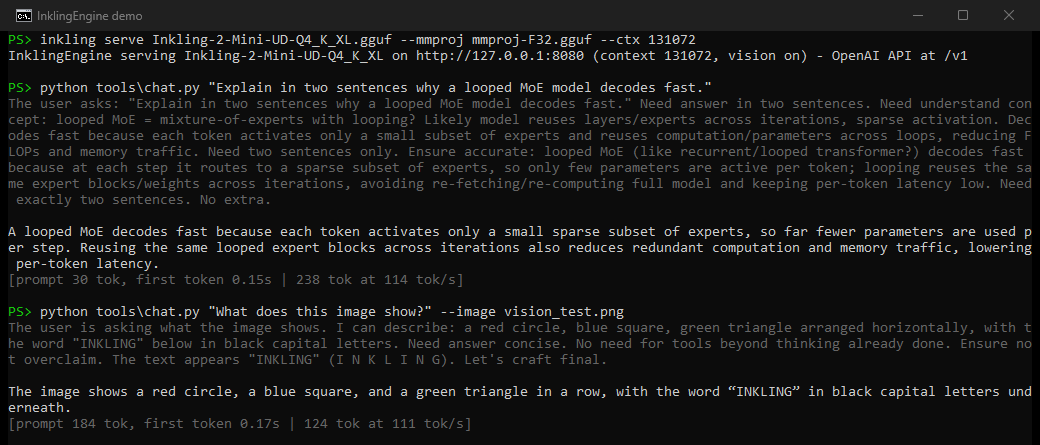 InklingEngine demo
PS> inkling serve Inkling-2-Mini-UD-Q4_K_XL.gguf --mmproj mmproj-F32.gguf --ctx 131072
InklingEngine serving Inkling-2-Mini-UD-Q4_K_XL on http://127.0.0.1:8080 (context 131072, vision on) - OpenAI API at /v1
PS> python tools\chat.py "Explain in two sentences why a looped MoE model decodes fast."
The user asks: "Explain in two sentences why a looped MoE model decodes fast." Need answer in two sentences. Need understand con
cept: looped MoE = mixture-of-experts with looping? Likely model reuses layers/experts across iterations, sparse activation. Dec
odes fast because each token activates only a small subset of experts and reuses computation/parameters across loops, reducing F
LOPs and memory traffic. Need two sentences only. Ensure accurate: looped MoE (like recurrent/looped transformer?) decodes fast
because at each step it routes to a sparse subset of experts, so only few parameters are active per token; looping reuses the sa
me expert blocks/weights across iterations, avoiding re-fetching/re-computing full model and keeping per-token latency low. Need
exactly two sentences. No extra.
A looped MoE decodes fast because each token activates only a small sparse subset of experts, so far fewer parameters are used p
er step. Reusing the same looped expert blocks across iterations also reduces redundant computation and memory traffic, lowering
per-token latency.
[prompt 30 tok, first token 0.15s | 238 tok at 114 tok/s]
PS> python tools\chat.py "What does this image show?" --image vision_test.png
The user is asking what the image shows. I can describe: a red circle, blue square, green triangle arranged horizontally, with t
he word "INKLING" below in black capital letters. Need answer concise. No need for tools beyond thinking already done. Ensure no
t overclaim. The text appears "INKLING" (I N K L I N G). Let's craft final.
The image shows a red circle, a blue square, and a green triangle in a row, with the word “INKLING” in black capital letters und
erneath.
[prompt 184 tok, first token 0.17s | 124 tok at 111 tok/s]